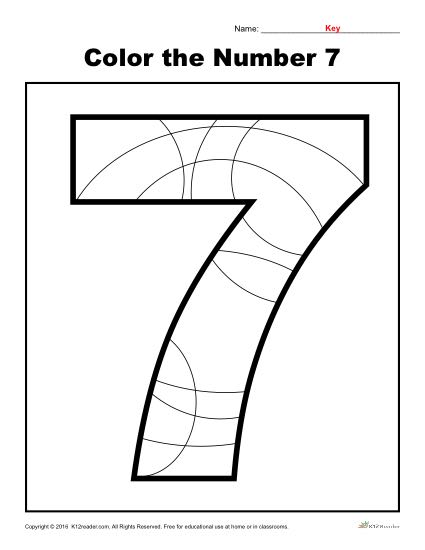 Name: Key
Color the Number 7
7
Copyright © 2016 K12reader.com. All Rights Reserved. Free for educational use at home or in classrooms.
K12READER